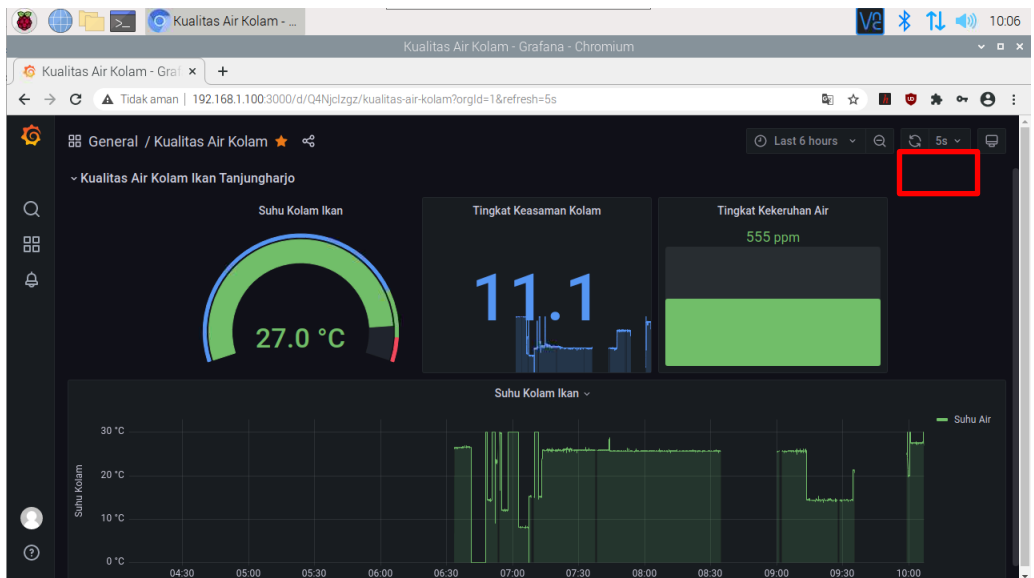 Kualitas Air Kolam - ...
10:06
Kualitas Air Kolam - Grafana - Chromium
Kualitas Air Kolam - Graf
Tidak aman | 192.168.1.100:3000/d/Q4Njclzgz/kualitas-air-kolam?orgId=1&refresh=5s
General / Kualitas Air Kolam
Last 6 hours
5s
Kualitas Air Kolam Ikan Tanjungharjo
Suhu Kolam Ikan
27.0 °C
Tingkat Keasaman Kolam
11.1
Tingkat Kekeruhan Air
555 ppm
Suhu Kolam Ikan
Suhu Air
Suhu Kolam
30 °C
20 °C
10 °C
0 °C
04:30 05:00 05:30 06:00 06:30 07:00 07:30 08:00 08:30 09:00 09:30 10:00